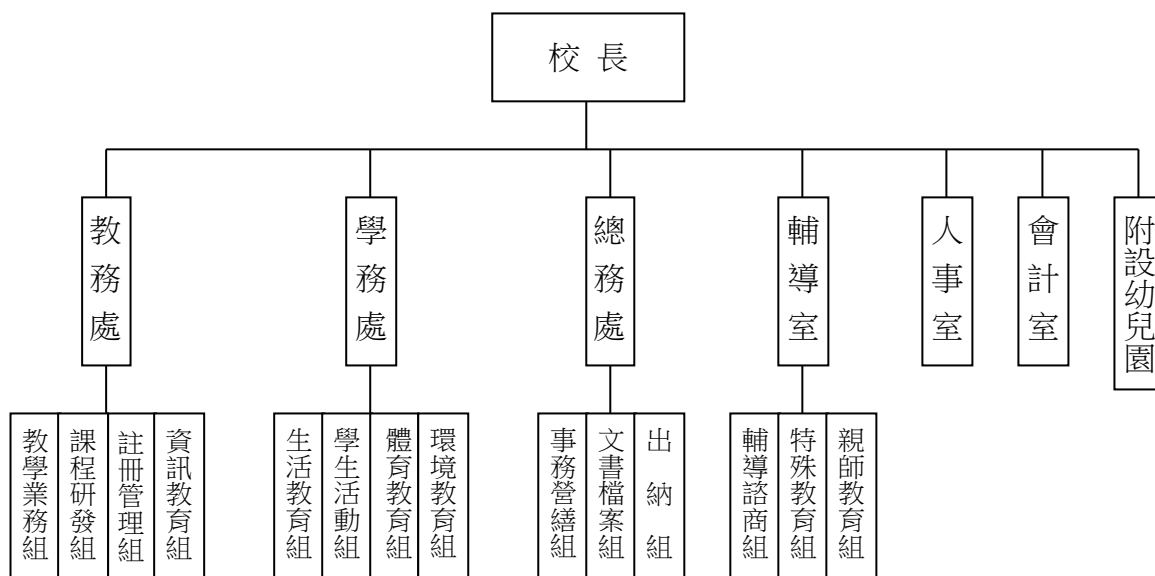 校長
教務處
學務處
總務處
輔導室
人事室
會計室
附設幼兒園
教學業務組
課程研發組
註冊管理組
資訊教育組
生活教育組
學生活動組
體育教育組
環境教育組
事務營繕組
文書檔案組
出納組
輔導諮商組
特殊教育組
親師教育組